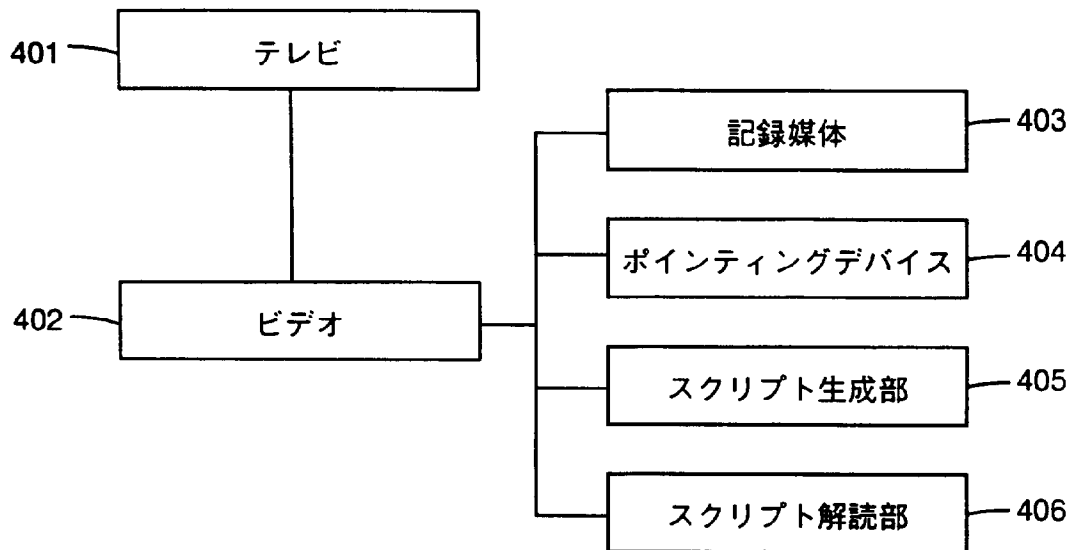 401
テレビ
記録媒体
403
ポインティングデバイス
404
402
ビデオ
スクリプト生成部
405
スクリプト解読部
406